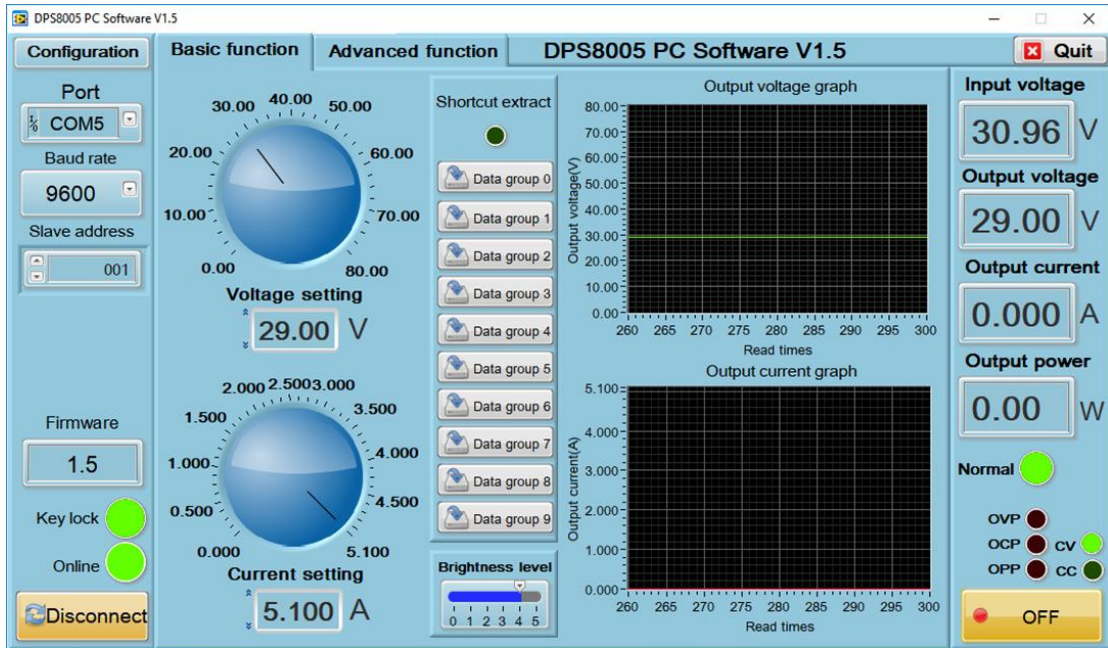 DPS8005 PC Software V1.5
Configuration
Basic function
Advanced function
DPS8005 PC Software V1.5
Quit
Port
COM5
Baud rate
9600
Slave address
001
Firmware
1.5
Key lock
Online
Disconnect
0.00
10.00
20.00
30.00
40.00
50.00
60.00
70.00
80.00
Voltage setting
29.00 V
0.000
0.500
1.000
1.500
2.000
2.500
3.000
3.500
4.000
4.500
5.100
Current setting
5.100 A
Shortcut extract
Data group 0
Data group 1
Data group 2
Data group 3
Data group 4
Data group 5
Data group 6
Data group 7
Data group 8
Data group 9
Brightness level
0 1 2 3 4 5
Output voltage graph
Output voltage(V)
80.00
70.00
60.00
50.00
40.00
30.00
20.00
10.00
0.00
260 265 270 275 280 285 290 295 300
Read times
Output current graph
Output current(A)
5.100
4.000
3.000
2.000
1.000
0.000
260 265 270 275 280 285 290 295 300
Read times
Input voltage
30.96 V
Output voltage
29.00 V
Output current
0.000 A
Output power
0.00 W
Normal
OVP
OCP CV
OPP CC
OFF